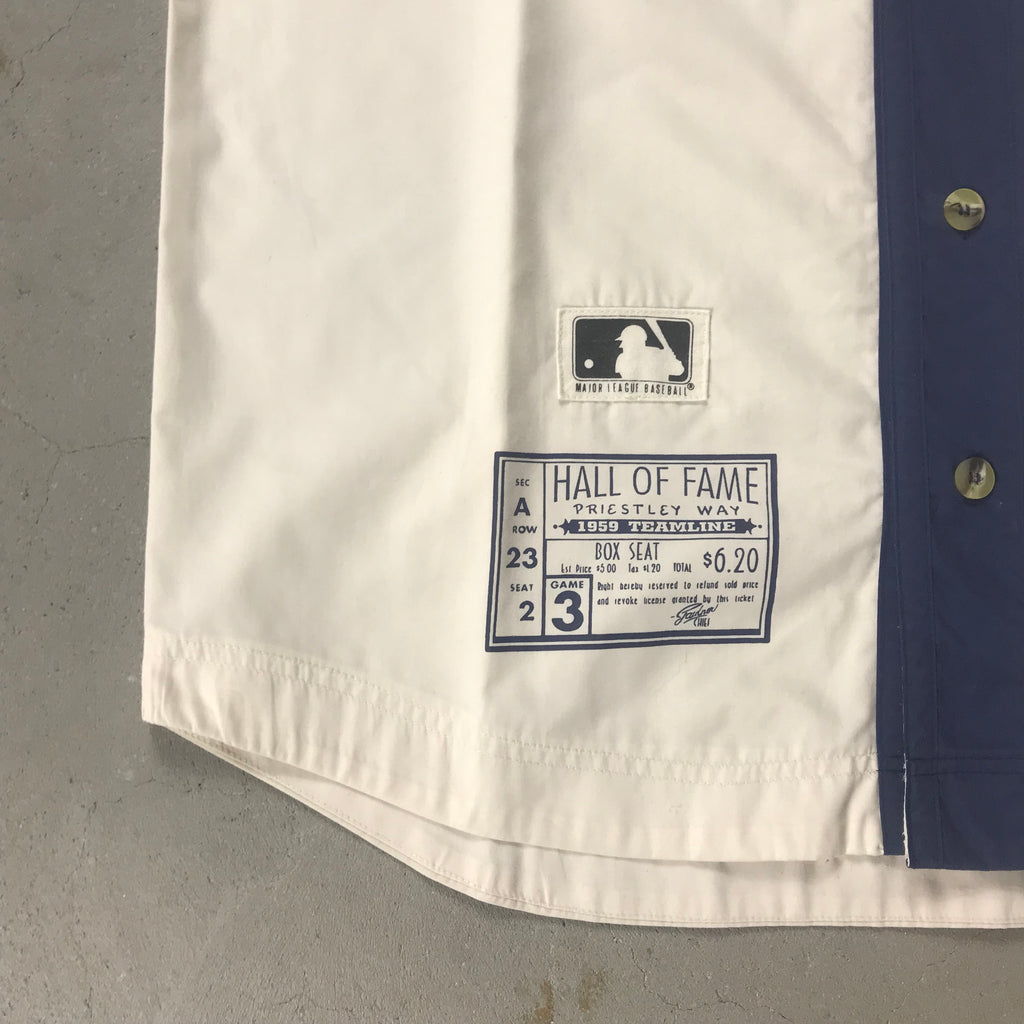 MAJOR LEAGUE BASEBALL®
SEC
A
ROW
23
SEAT
2
HALL OF FAME
PRIESTLEY WAY
1959 TEAMLINE
BOX SEAT
Est Price $5.00 Tax $1.20 TOTAL $6.20
GAME
3
Right hereby reserved to refund sold price
and revoke license granted by this ticket
CHIEF